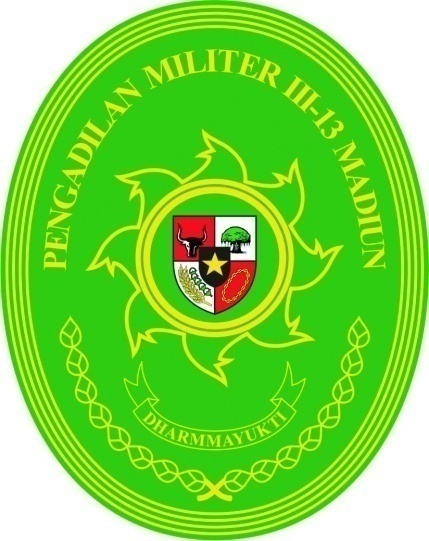 PENGADILAN MILITER III-13 MADIUN
DHARMMAYUKTI